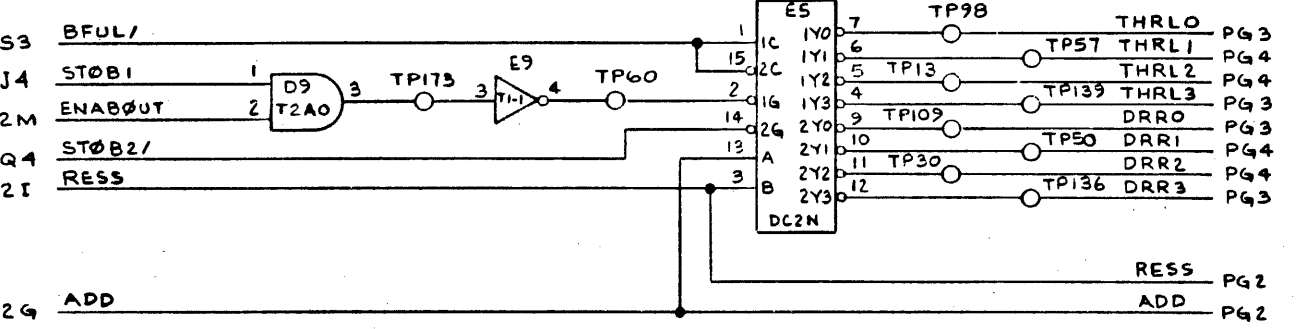 E5
TP98
S3 BFUL/ 1 1C 1Y0 7 THRL0 PG3
15 2C 1Y1 6 TP57 THRL1 PG4
J4 STØB1 1 D9 T2A0 3 TP173 3 E9 T1-1 4 TP60 1Y2 5 TP13 THRL2 PG4
2M ENABØUT 2 2 1G 1Y3 4 TP139 THRL3 PG3
14 2G 2Y0 9 TP109 DRR0 PG3
Q4 STØB2/ 13 A 2Y1 10 TP50 DRR1 PG4
2Y2 11 TP30 DRR2 PG4
2I RESS 3 B 2Y3 12 TP136 DRR3 PG3
DC2N
RESS PG2
2G ADD ADD PG2